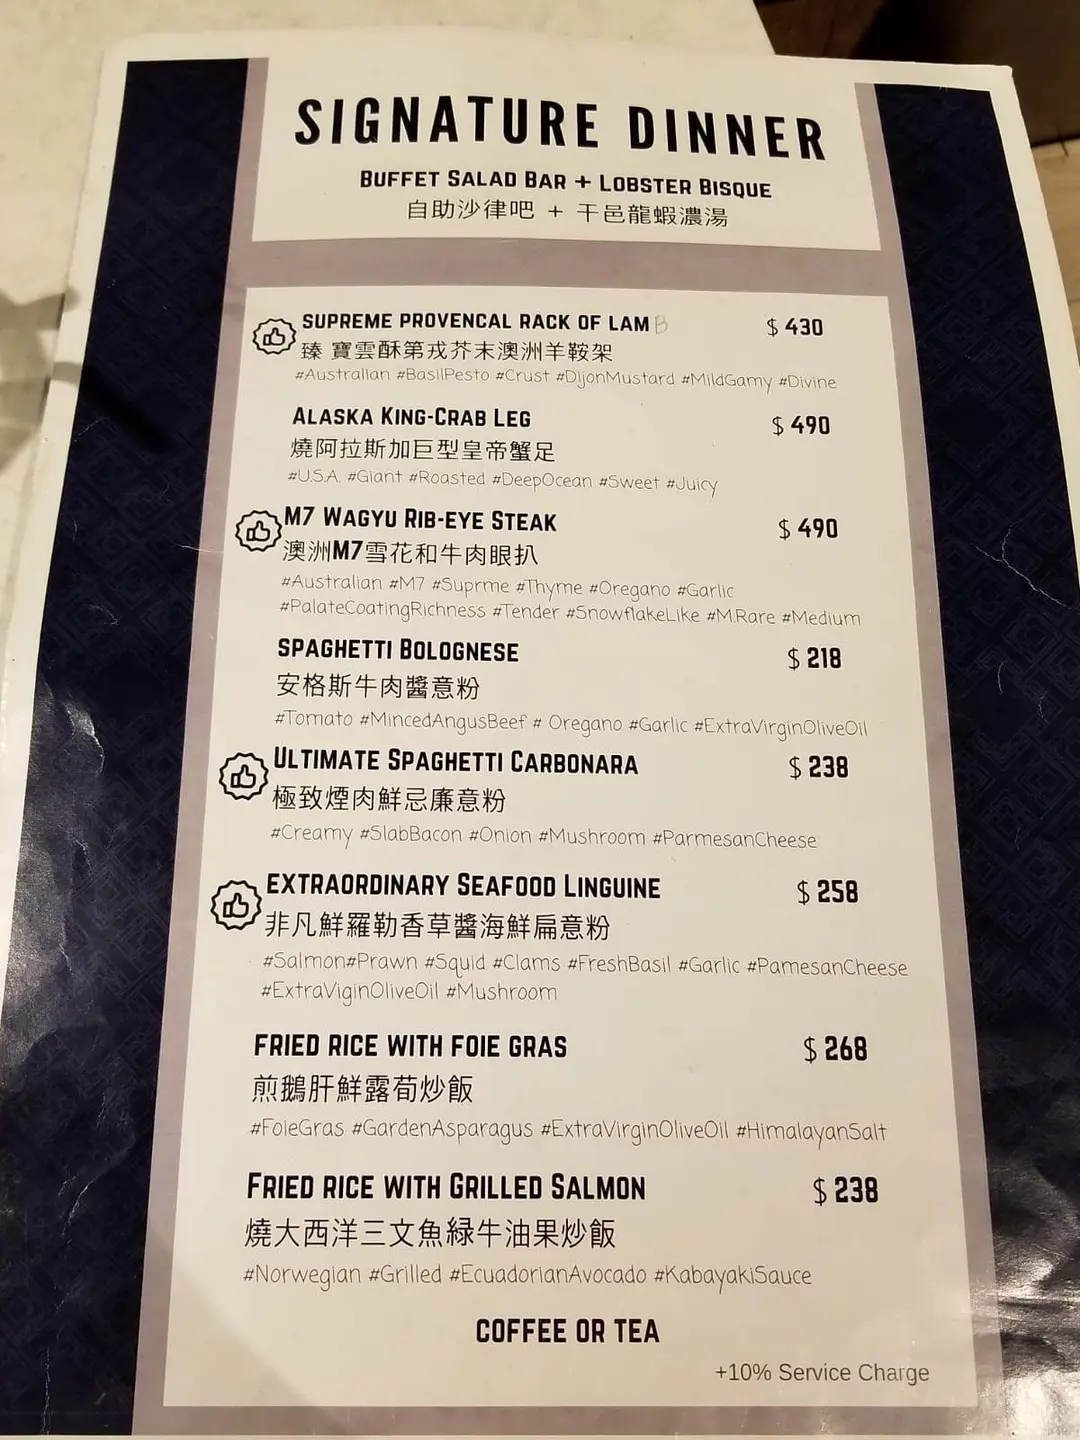 SIGNATURE DINNER
BUFFET SALAD BAR + LOBSTER BISQUE
自助沙律吧 + 干邑龍蝦濃湯
SUPREME PROVENCAL RACK OF LAMB $ 430
臻 寶雲酥第戎芥末澳洲羊鞍架
#Australian #BasilPesto #Crust #DijonMustard #MildGamy #Divine
ALASKA KING-CRAB LEG $ 490
燒阿拉斯加巨型皇帝蟹足
#U.S.A. #Giant #Roasted #DeepOcean #Sweet #Juicy
M7 WAGYU RIB-EYE STEAK $ 490
澳洲M7雪花和牛肉眼扒
#Australian #M7 #Suprme #Thyme #Oregano #Garlic
#PalateCoatingRichness #Tender #SnowflakeLike #M.Rare #Medium
SPAGHETTI BOLOGNESE $ 218
安格斯牛肉醬意粉
#Tomato #MincedAngusBeef # Oregano #Garlic #ExtraVirginOliveOil
ULTIMATE SPAGHETTI CARBONARA $ 238
極致煙肉鮮忌廉意粉
#Creamy #SlabBacon #Onion #Mushroom #ParmesanCheese
EXTRAORDINARY SEAFOOD LINGUINE $ 258
非凡鮮羅勒香草醬海鮮扁意粉
#Salmon#Prawn #Squid #Clams #FreshBasil #Garlic #PamesanCheese
#ExtraViginOliveOil #Mushroom
FRIED RICE WITH FOIE GRAS $ 268
煎鵝肝鮮露荀炒飯
#FoieGras #GardenAsparagus #ExtraVirginOliveOil #HimalayanSalt
FRIED RICE WITH GRILLED SALMON $ 238
燒大西洋三文魚緑牛油果炒飯
#Norwegian #Grilled #EcuadorianAvocado #KabayakiSauce
COFFEE OR TEA
+10% Service Charge